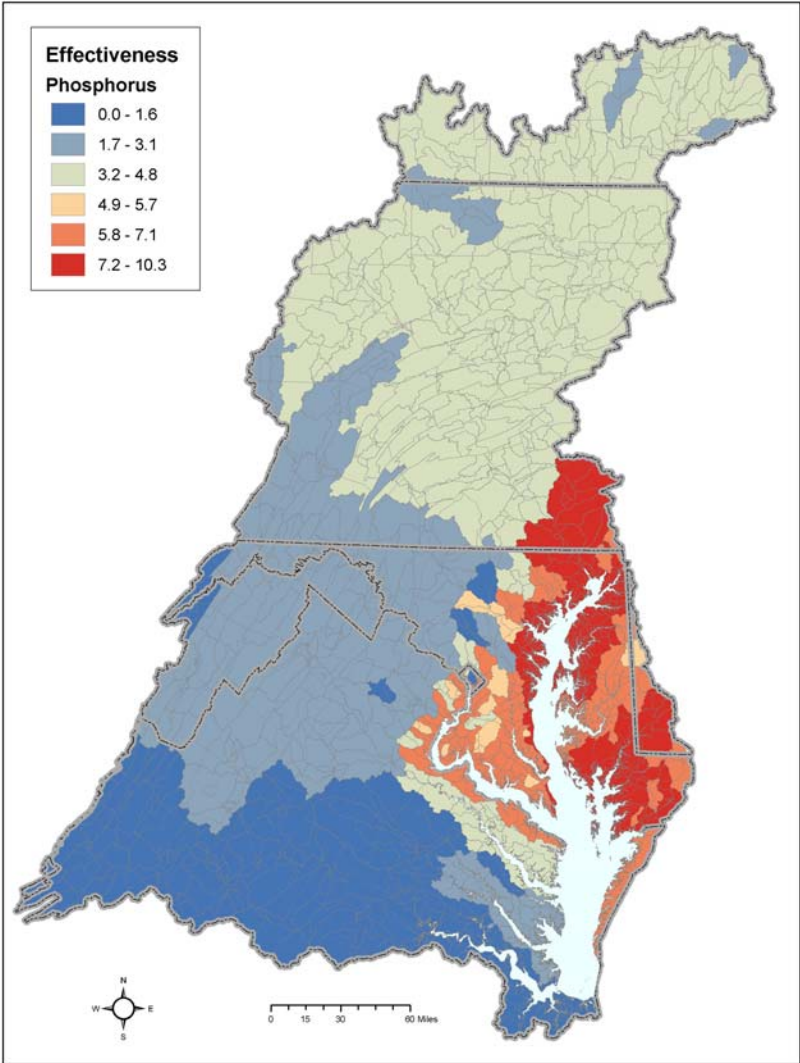 Effectiveness
Phosphorus
0.0 - 1.6
1.7 - 3.1
3.2 - 4.8
4.9 - 5.7
5.8 - 7.1
7.2 - 10.3
N
W E
S
0 15 30 60 Miles